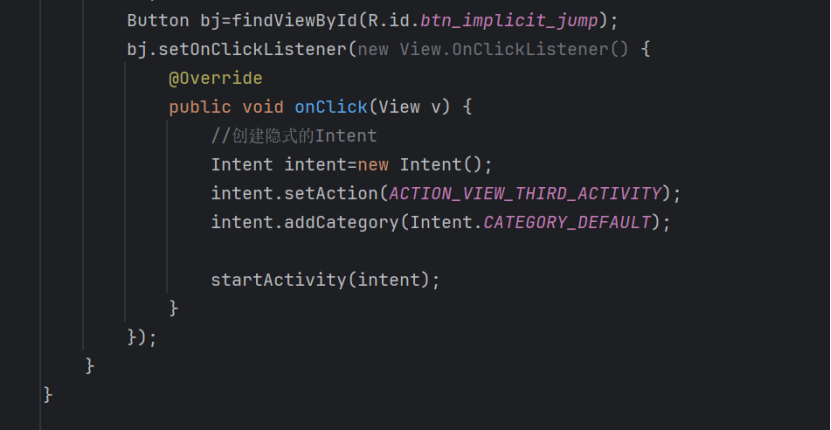 Button bj=findViewById(R.id.btn_implicit_jump);
bj.setOnClickListener(new View.OnClickListener() {
@Override
public void onClick(View v) {
//创建隐式的Intent
Intent intent=new Intent();
intent.setAction(ACTION_VIEW_THIRD_ACTIVITY);
intent.addCategory(Intent.CATEGORY_DEFAULT);
startActivity(intent);
}
});
}
}